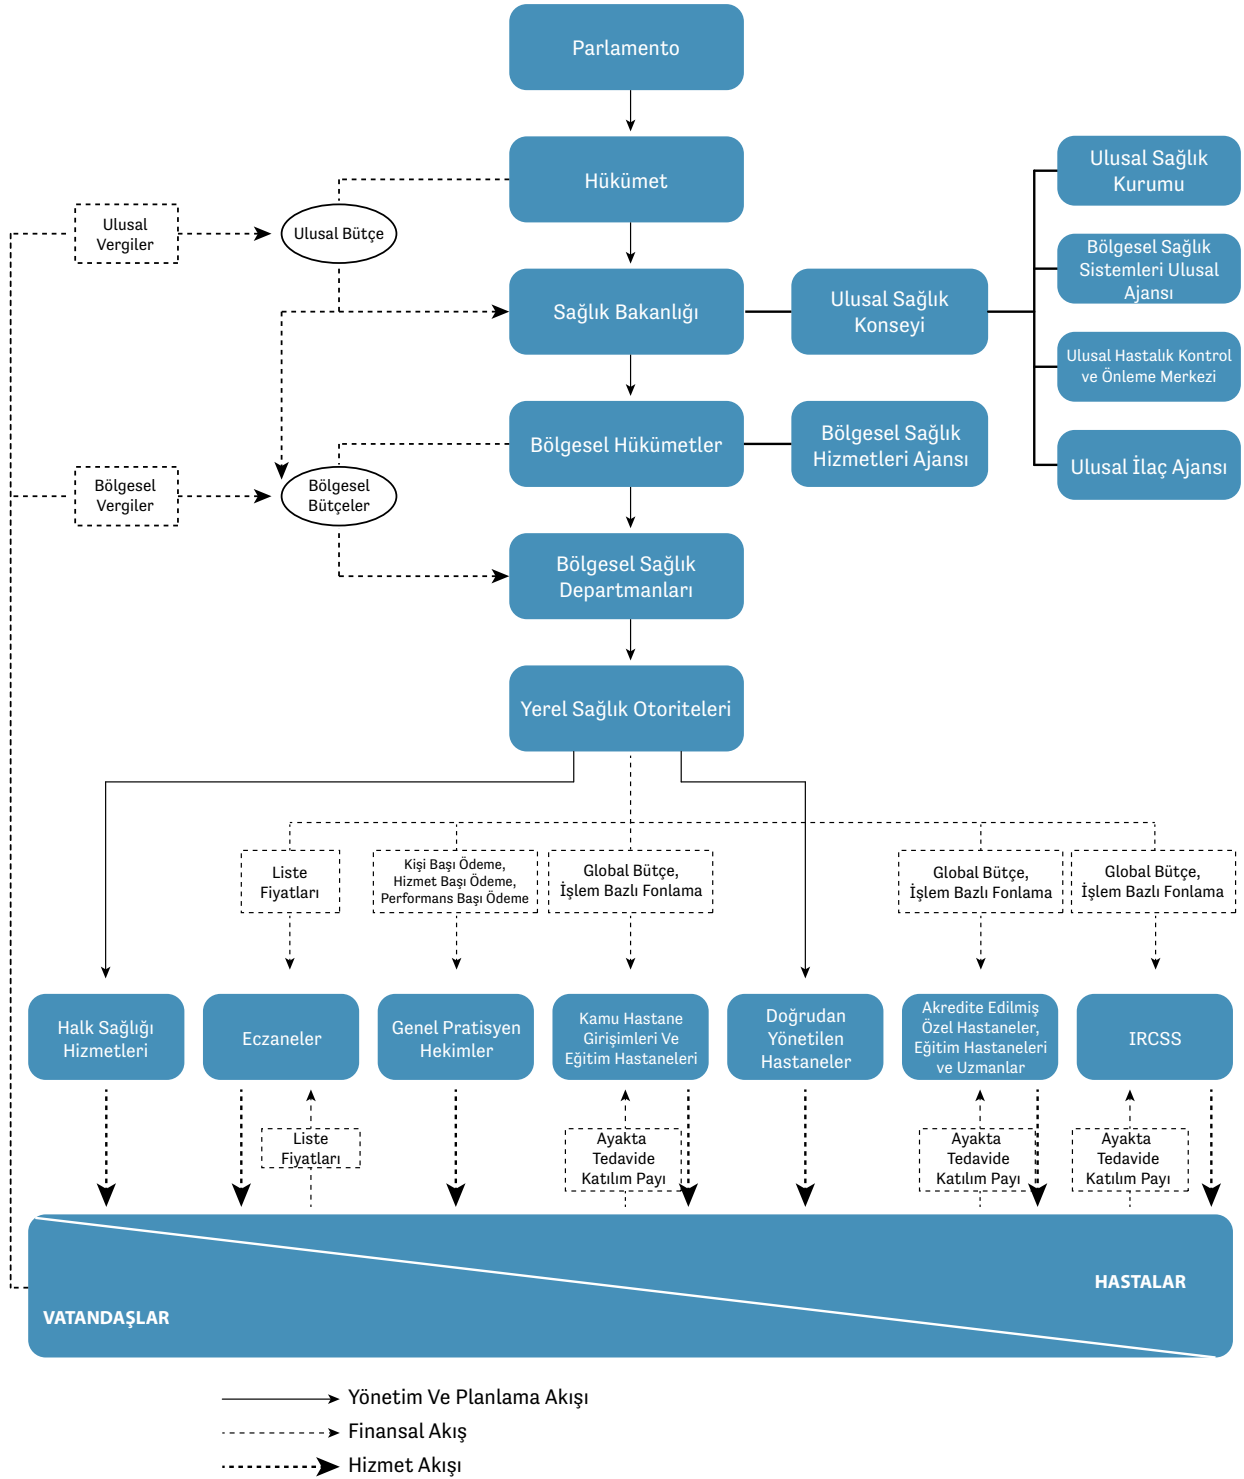 Parlamento
Hükümet
Ulusal Sağlık
Kurumu
Ulusal
Vergiler
Ulusal Bütçe
Bölgesel Sağlık
Sistemleri Ulusal
Ajansı
Sağlık Bakanlığı
Ulusal Sağlık
Konseyi
Ulusal Hastalık Kontrol
ve Önleme Merkezi
Bölgesel Hükümetler
Bölgesel Sağlık
Hizmetleri Ajansı
Ulusal İlaç Ajansı
Bölgesel
Vergiler
Bölgesel
Bütçeler
Bölgesel Sağlık
Departmanları
Yerel Sağlık Otoriteleri
Liste
Fiyatları
Kişi Başı Ödeme,
Hizmet Başı Ödeme,
Performans Başı Ödeme
Global Bütçe,
İşlem Bazlı Fonlama
Global Bütçe,
İşlem Bazlı Fonlama
Global Bütçe,
İşlem Bazlı Fonlama
Halk Sağlığı
Hizmetleri
Eczaneler
Genel Pratisyen
Hekimler
Kamu Hastane
Girişimleri Ve
Eğitim Hastaneleri
Doğrudan
Yönetilen
Hastaneler
Akredite Edilmiş
Özel Hastaneler,
Eğitim Hastaneleri
ve Uzmanlar
IRCSS
Liste
Fiyatları
Ayakta
Tedavide
Katılım Payı
Ayakta
Tedavide
Katılım Payı
Ayakta
Tedavide
Katılım Payı
HASTALAR
VATANDAŞLAR
Yönetim Ve Planlama Akışı
Finansal Akış
Hizmet Akışı